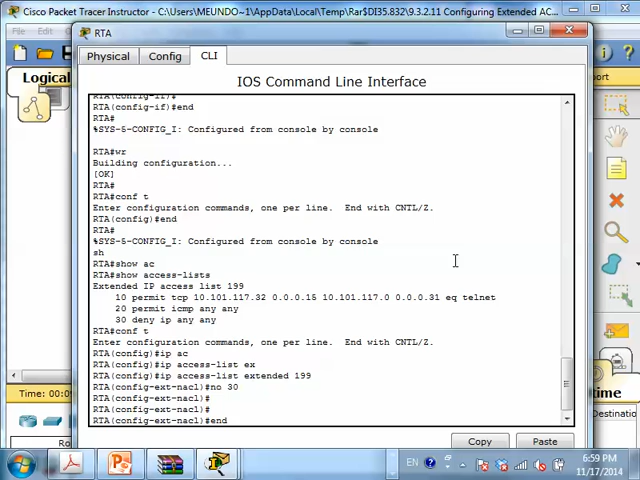 Cisco Packet Tracer Instructor - C:\Users\MEUNDO~1\AppData\Local\Temp\Rar$DI35.832\9.3.2.11 Configuring Extended AC...
File Edit
RTA
Physical Config CLI
Logical
IOS Command Line Interface
RTA(config-if)#
RTA(config-if)#end
RTA#
%SYS-5-CONFIG_I: Configured from console by console
RTA#wr
Building configuration...
[OK]
RTA#
RTA#conf t
Enter configuration commands, one per line.  End with CNTL/Z.
RTA(config)#end
RTA#
%SYS-5-CONFIG_I: Configured from console by console
sh
RTA#show ac
RTA#show access-lists
Extended IP access list 199
10 permit tcp 10.101.117.32 0.0.0.15 10.101.117.0 0.0.0.31 eq telnet
20 permit icmp any any
30 deny ip any any
RTA#conf t
Enter configuration commands, one per line.  End with CNTL/Z.
RTA(config)#ip ac
RTA(config)#ip access-list ex
RTA(config)#ip access-list extended 199
RTA(config-ext-nacl)#no 30
RTA(config-ext-nacl)#
RTA(config-ext-nacl)#
RTA(config-ext-nacl)#end
Copy Paste
Time: 09:0
Destinatio
EN
6:59 PM
11/17/2014